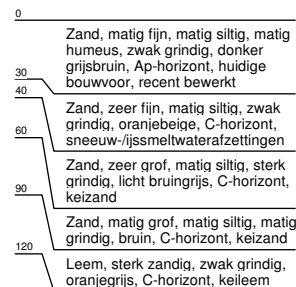 0
Zand, matig fijn, matig siltig, matig
humeus, zwak grindig, donker
grijsbruin, Ap-horizont, huidige
bouwvoor, recent bewerkt
30
40
Zand, zeer fijn, matig siltig, zwak
grindig, oranjebeige, C-horizont,
sneeuw-/ijssmeltwaterafzettingen
60
Zand, zeer grof, matig siltig, sterk
grindig, licht bruingrijs, C-horizont,
keizand
90
Zand, matig grof, matig siltig, matig
grindig, bruin, C-horizont, keizand
120
Leem, sterk zandig, zwak grindig,
oranjegrijs, C-horizont, keileem